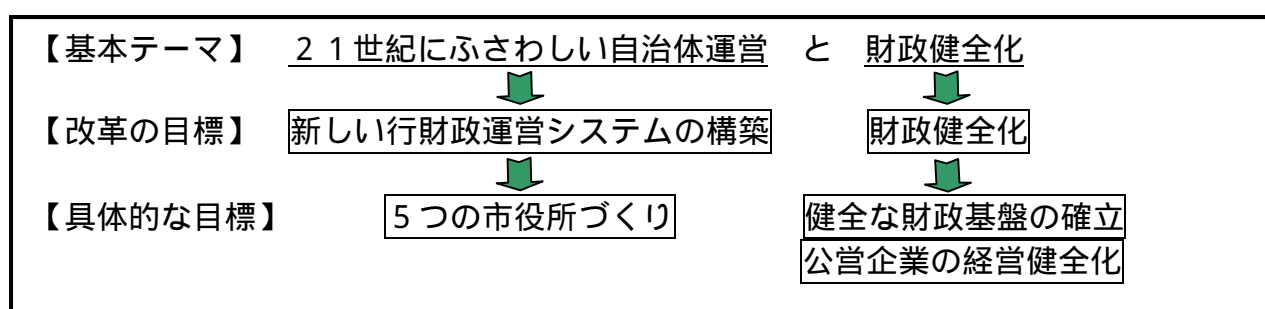 【基本テーマ】 21世紀にふさわしい自治体運営 と 財政健全化
【改革の目標】 新しい行財政運営システムの構築 財政健全化
【具体的な目標】 5つの市役所づくり 健全な財政基盤の確立
公営企業の経営健全化